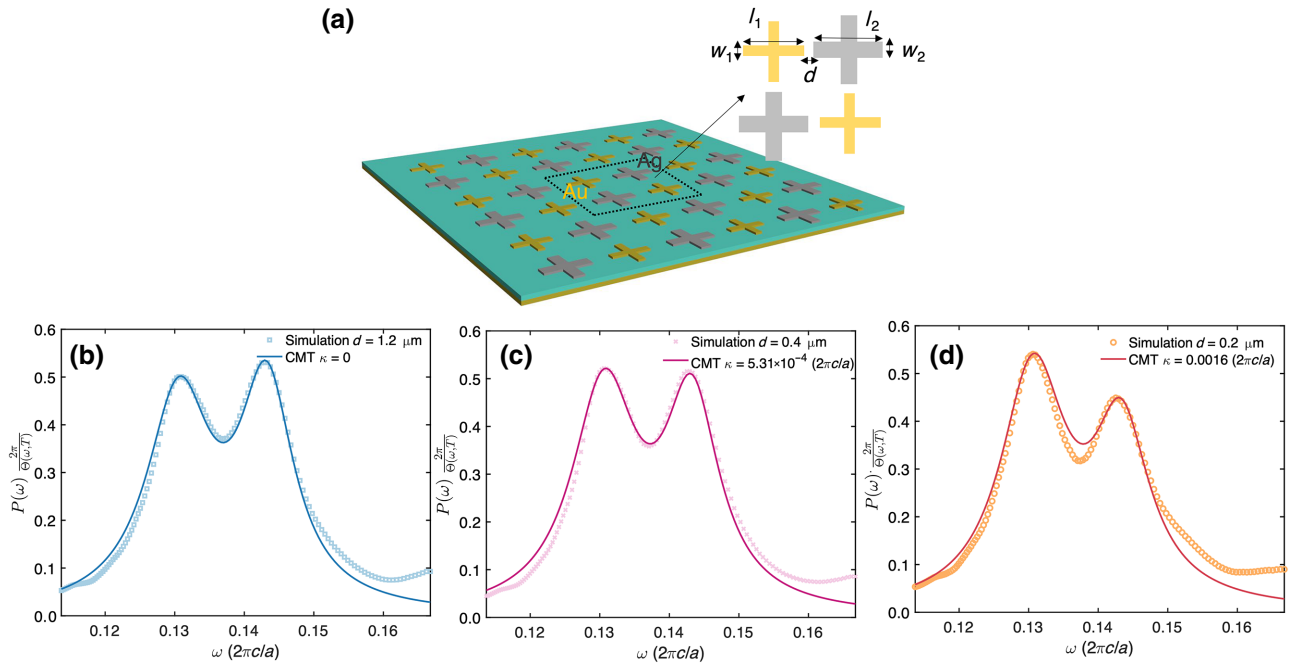 (a)
l₁
l₂
w₁
w₂
d
Ag
Au
(b)
Simulation d = 1.2 μm
CMT κ = 0
P(ω) 2π/Θ(ω,T)
0.6
0.5
0.4
0.3
0.2
0.1
0.0
0.12 0.13 0.14 0.15 0.16
ω (2πc/a)
(c)
Simulation d = 0.4 μm
CMT κ = 5.31×10⁻⁴ (2πc/a)
P(ω) 2π/Θ(ω,T)
0.6
0.5
0.4
0.3
0.2
0.1
0.0
0.12 0.13 0.14 0.15 0.16
ω (2πc/a)
(d)
Simulation d = 0.2 μm
CMT κ = 0.0016 (2πc/a)
P(ω)· 2π/Θ(ω,T)
0.6
0.5
0.4
0.3
0.2
0.1
0.0
0.12 0.13 0.14 0.15 0.16
ω (2πc/a)